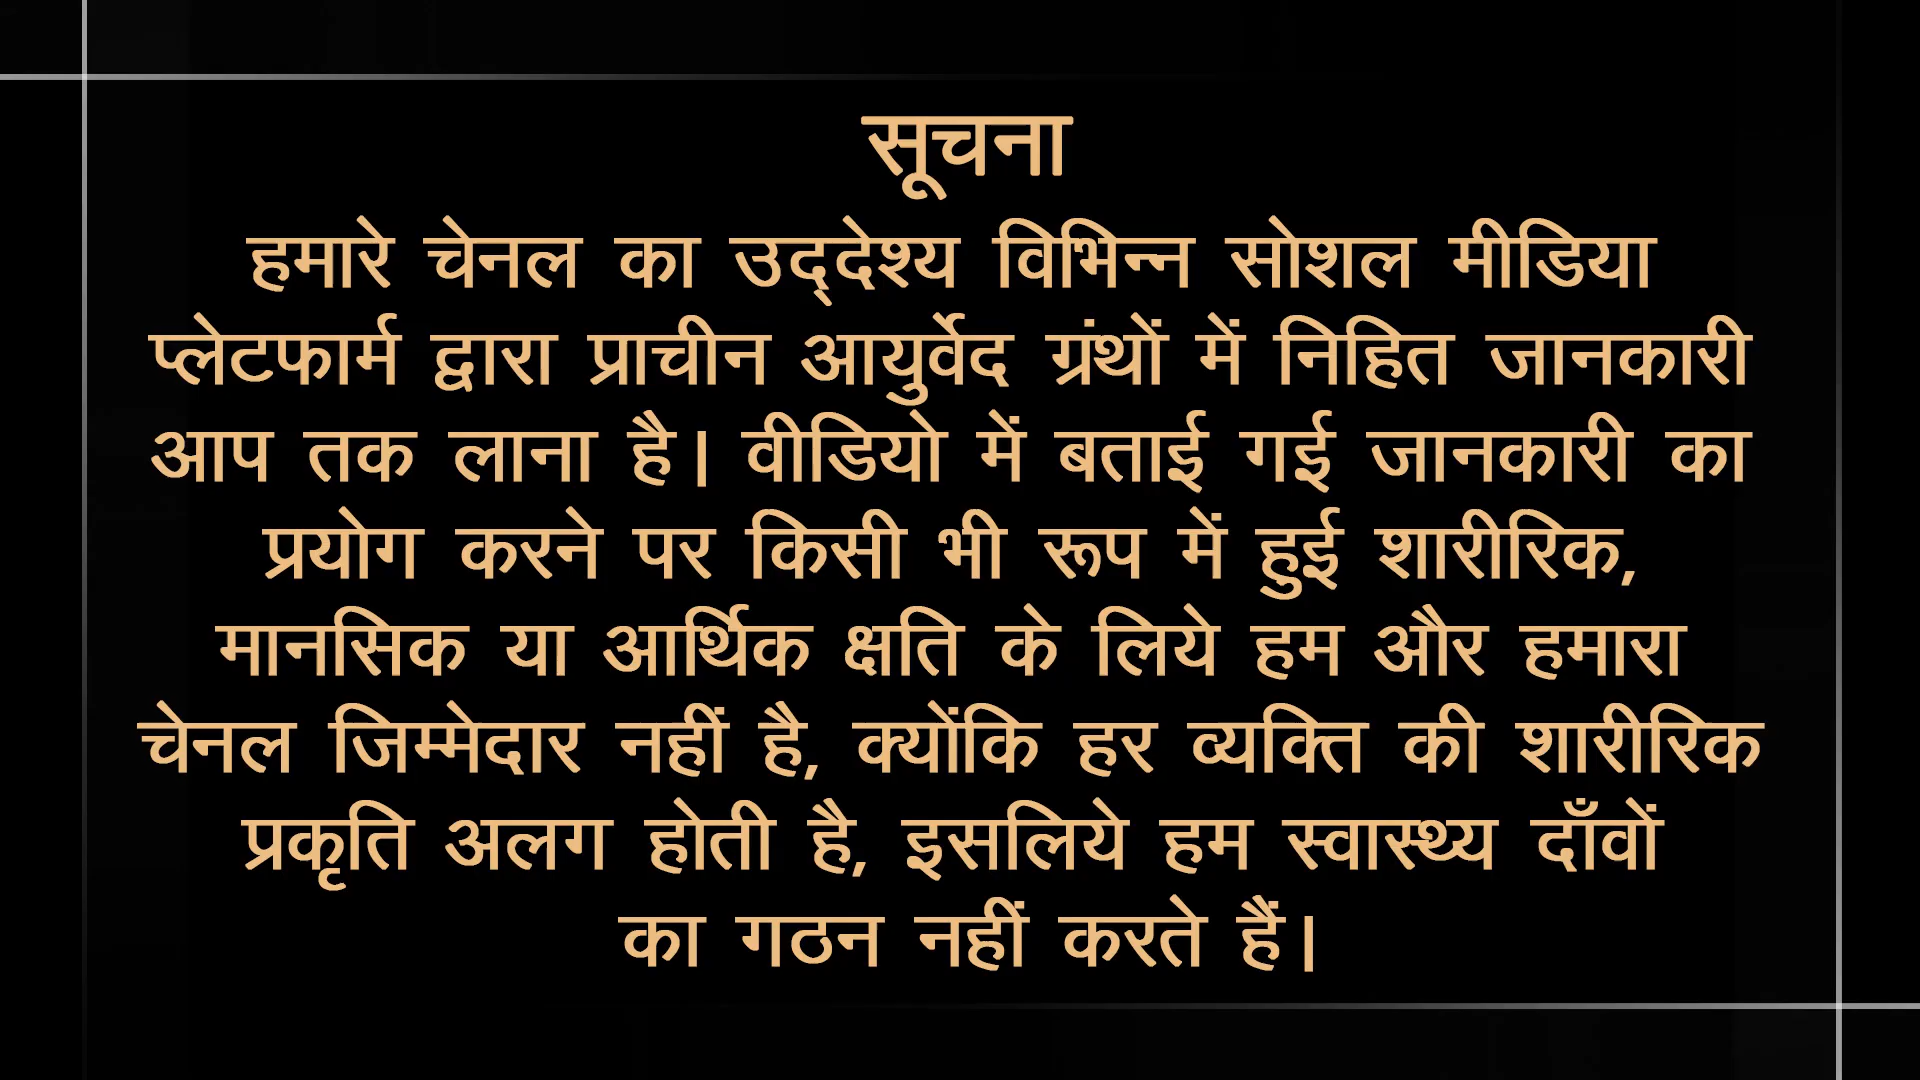 सूचना
हमारे चेनल का उद्‌देश्य विभिन्न सोशल मीडिया
प्लेटफार्म द्वारा प्राचीन आयुर्वेद ग्रंथों में निहित जानकारी
आप तक लाना है। वीडियो में बताई गई जानकारी का
प्रयोग करने पर किसी भी रूप में हुई शारीरिक,
मानसिक या आर्थिक क्षति के लिये हम और हमारा
चेनल जिम्मेदार नहीं है, क्योंकि हर व्यक्ति की शारीरिक
प्रकृति अलग होती है, इसलिये हम स्वास्थ्य दाँवों
का गठन नहीं करते हैं।